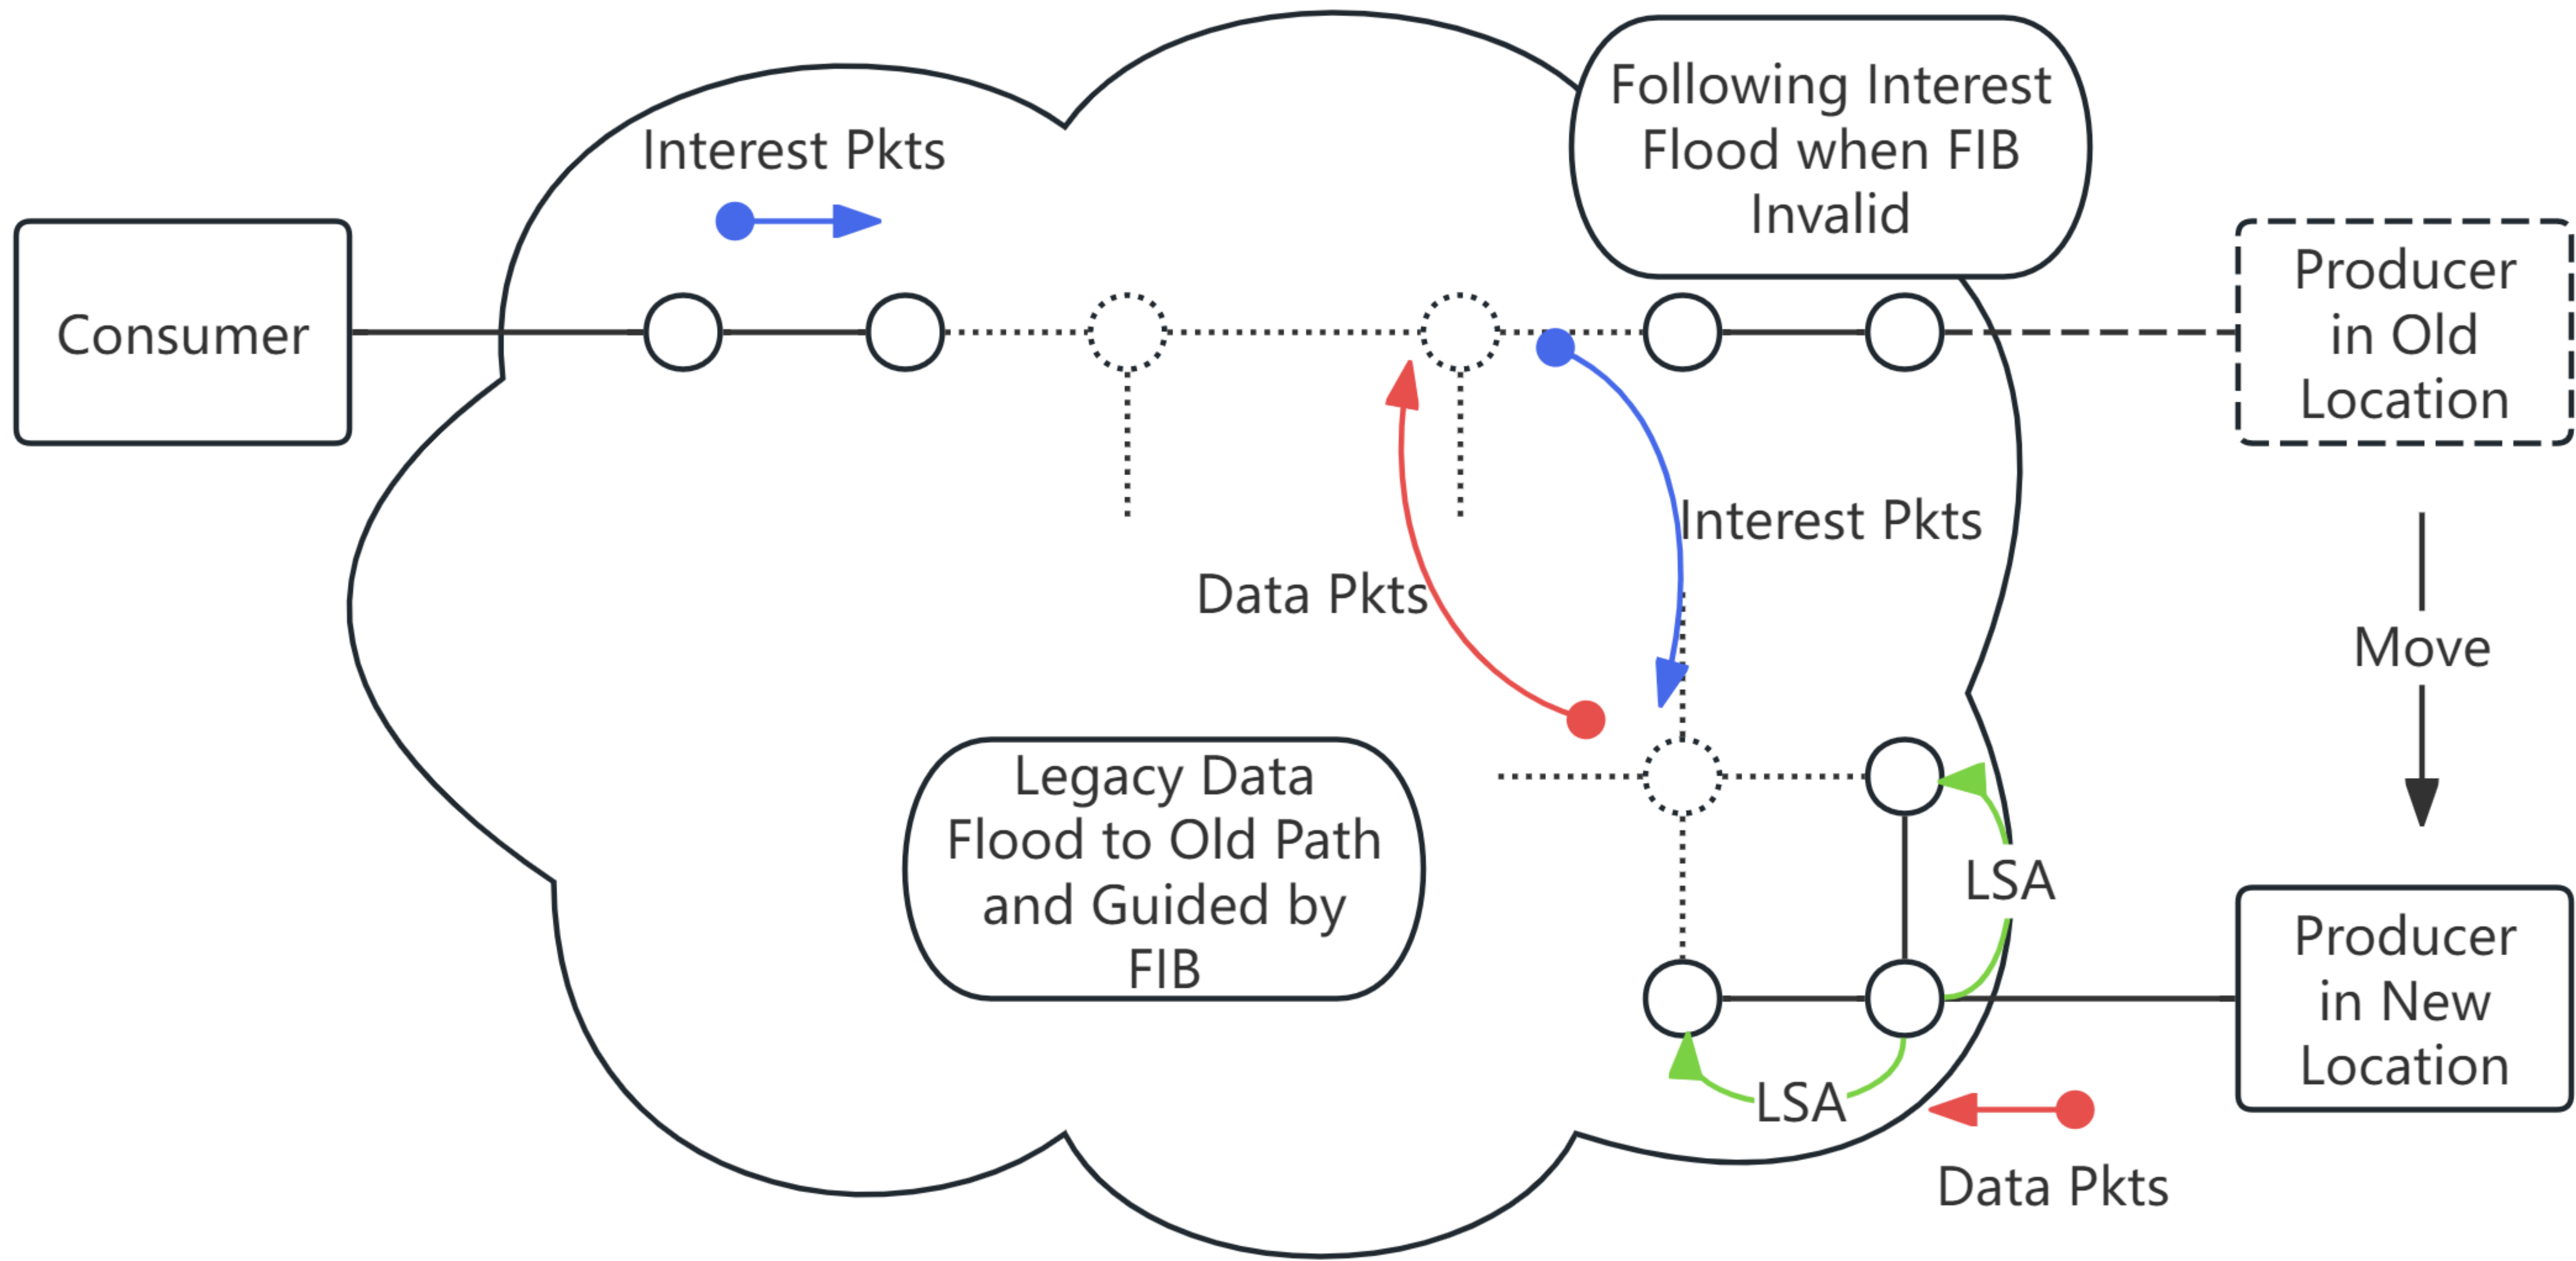 Following Interest
Flood when FIB
Invalid
Interest Pkts
Consumer
Producer
in Old
Location
Interest Pkts
Data Pkts
Move
Legacy Data
Flood to Old Path
and Guided by
FIB
LSA
Producer
in New
Location
LSA
Data Pkts